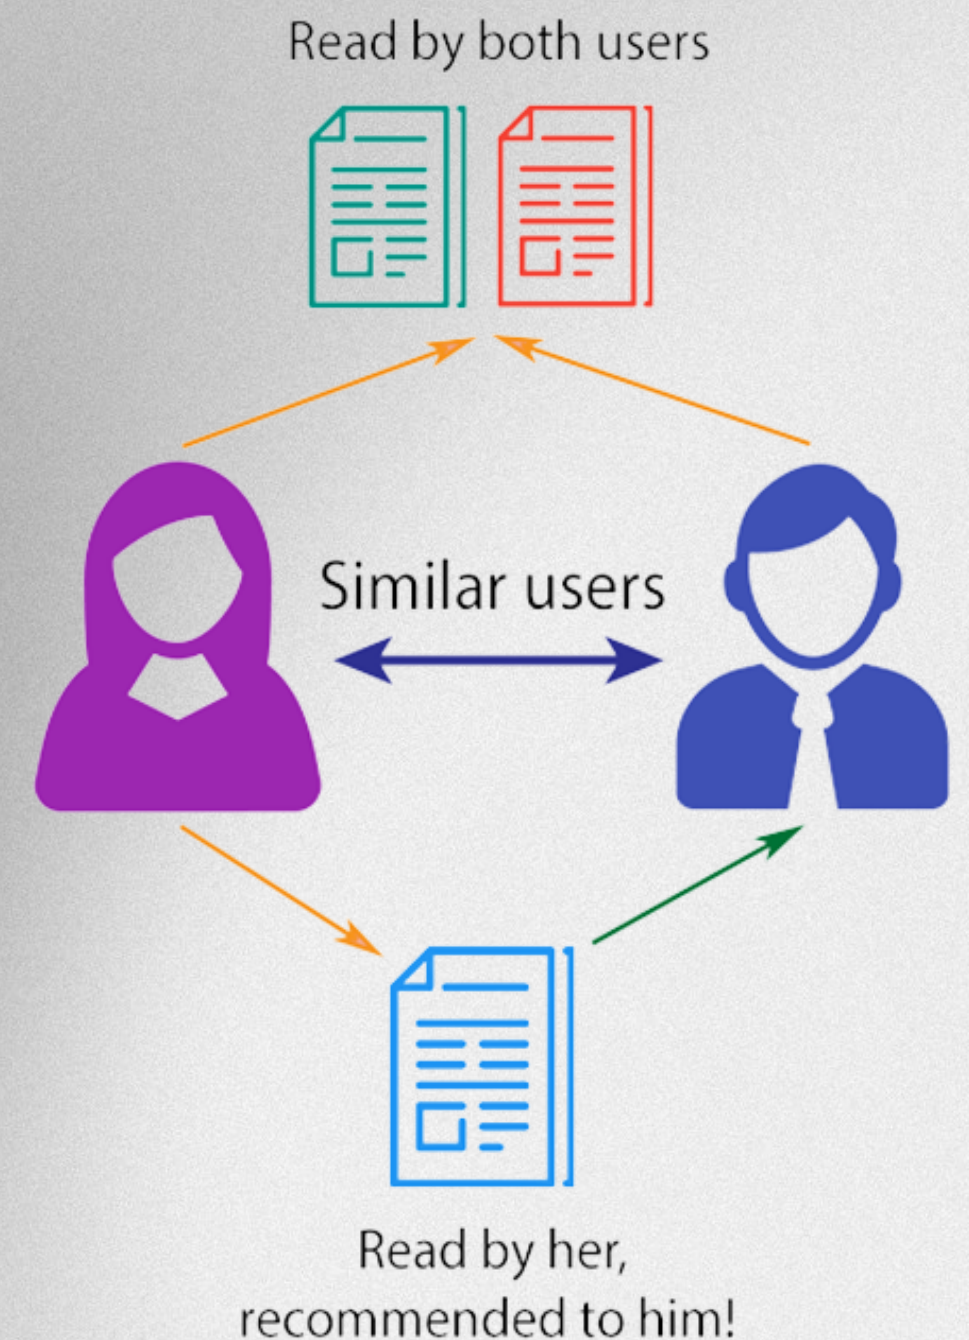 Read by both users
Similar users
Read by her,
recommended to him!